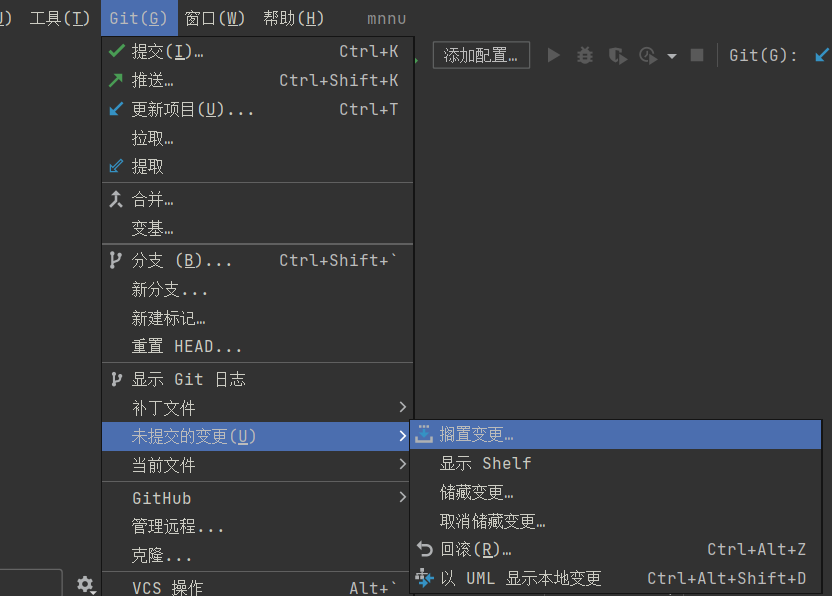 J) 工具(T) Git(G) 窗口(W) 帮助(H) mnnu
添加配置… Git(G):
提交(I)… Ctrl+K
推送… Ctrl+Shift+K
更新项目(U)... Ctrl+T
拉取…
提取
合并…
变基…
分支 (B)... Ctrl+Shift+`
新分支...
新建标记…
重置 HEAD...
显示 Git 日志
补丁文件
未提交的变更(U)
当前文件
GitHub
管理远程...
克隆...
VCS 操作 Alt+`
搁置变更…
显示 Shelf
储藏变更…
取消储藏变更…
回滚(R)… Ctrl+Alt+Z
以 UML 显示本地变更 Ctrl+Alt+Shift+D